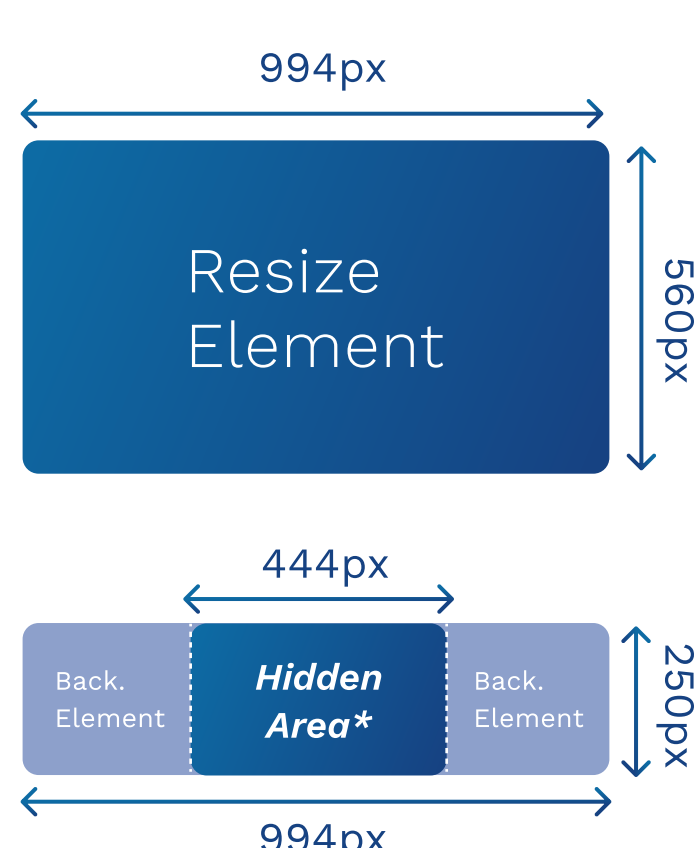 994px
Resize
Element
560px
444px
Back.
Element
Hidden
Area*
Back.
Element
250px
994px